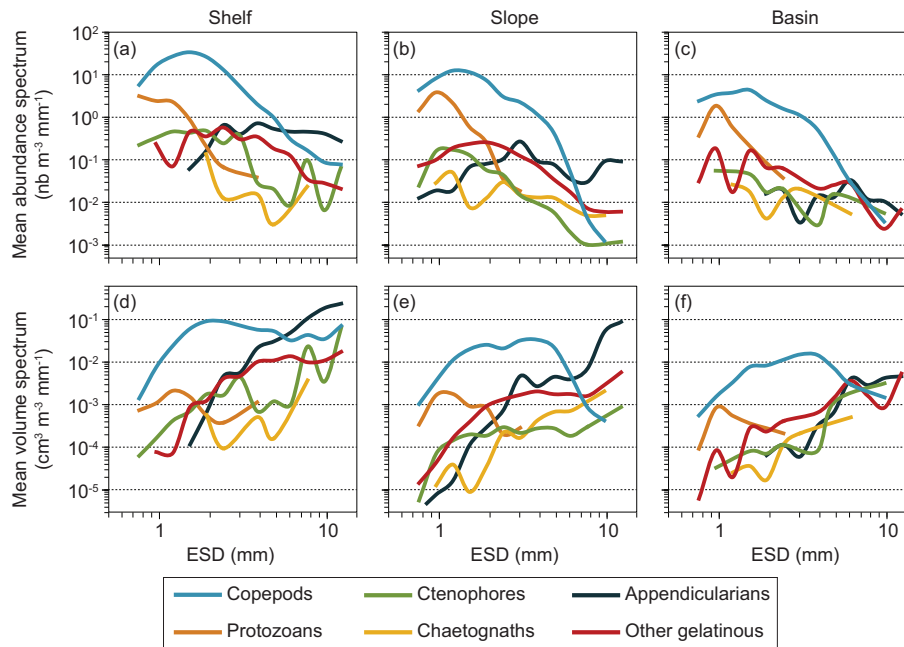 Shelf Slope Basin
(a) (b) (c)
Mean abundance spectrum
(nb m⁻³ mm⁻¹)
10²
10¹
10⁰
10⁻¹
10⁻²
10⁻³
(d) (e) (f)
Mean volume spectrum
(cm³ m⁻³ mm⁻¹)
10⁻¹
10⁻²
10⁻³
10⁻⁴
10⁻⁵
1 10 1 10 1 10
ESD (mm) ESD (mm) ESD (mm)
Copepods Ctenophores Appendicularians
Protozoans Chaetognaths Other gelatinous